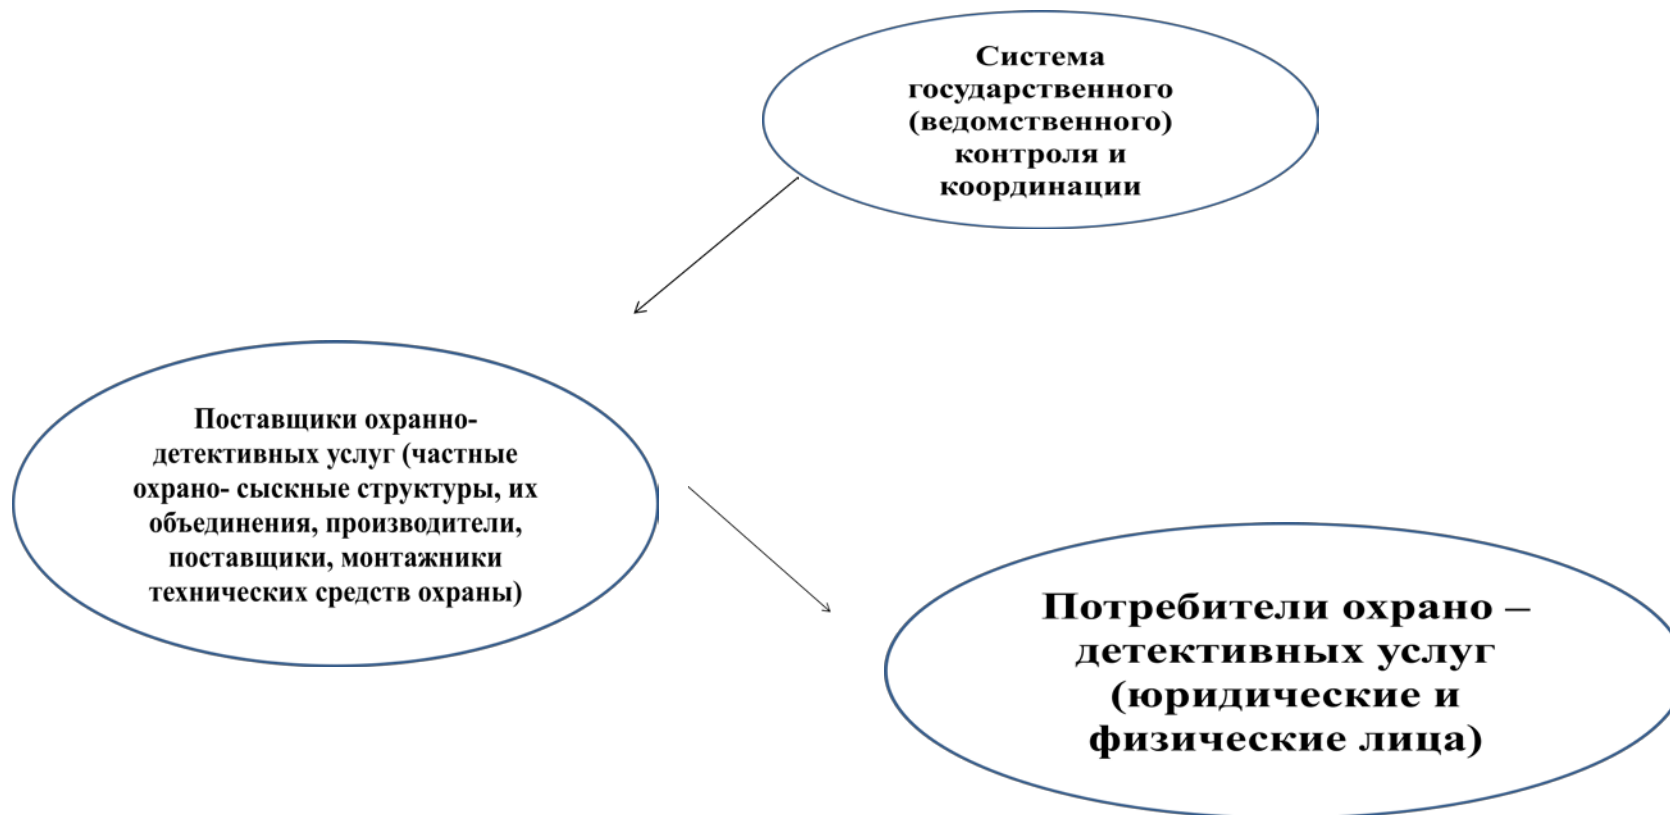 Система
государственного
(ведомственного)
контроля и
координации
Поставщики охранно-
детективных услуг (частные
охрано- сыскные структуры, их
объединения, производители,
поставщики, монтажники
технических средств охраны)
Потребители охрано –
детективных услуг
(юридические и
физические лица)